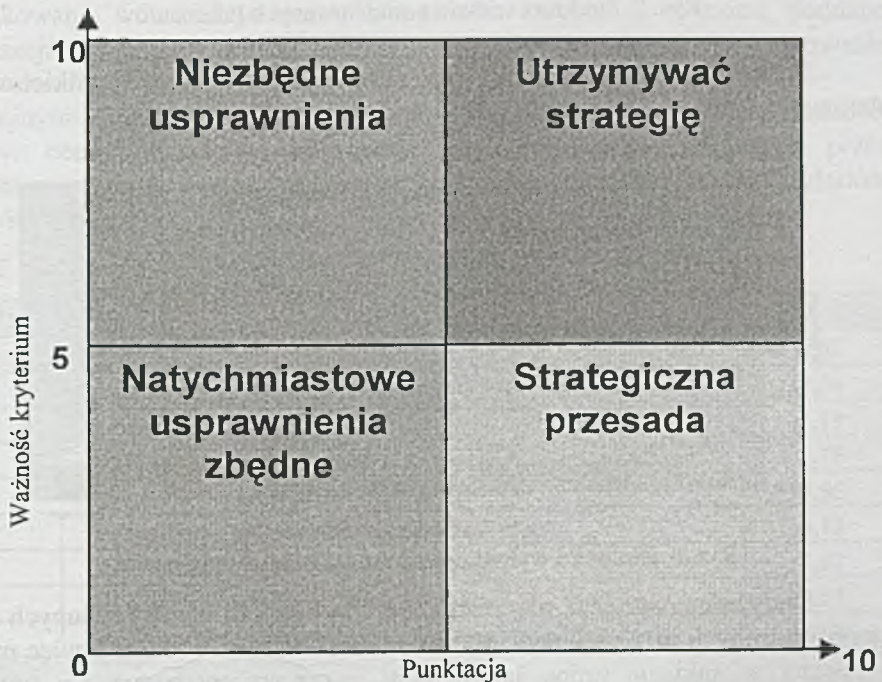 10
Niezbędne
usprawnienia
Utrzymywać
strategię
Ważność kryterium
5
Natychmiastowe
usprawnienia
zbędne
Strategiczna
przesada
0
Punktacja
10